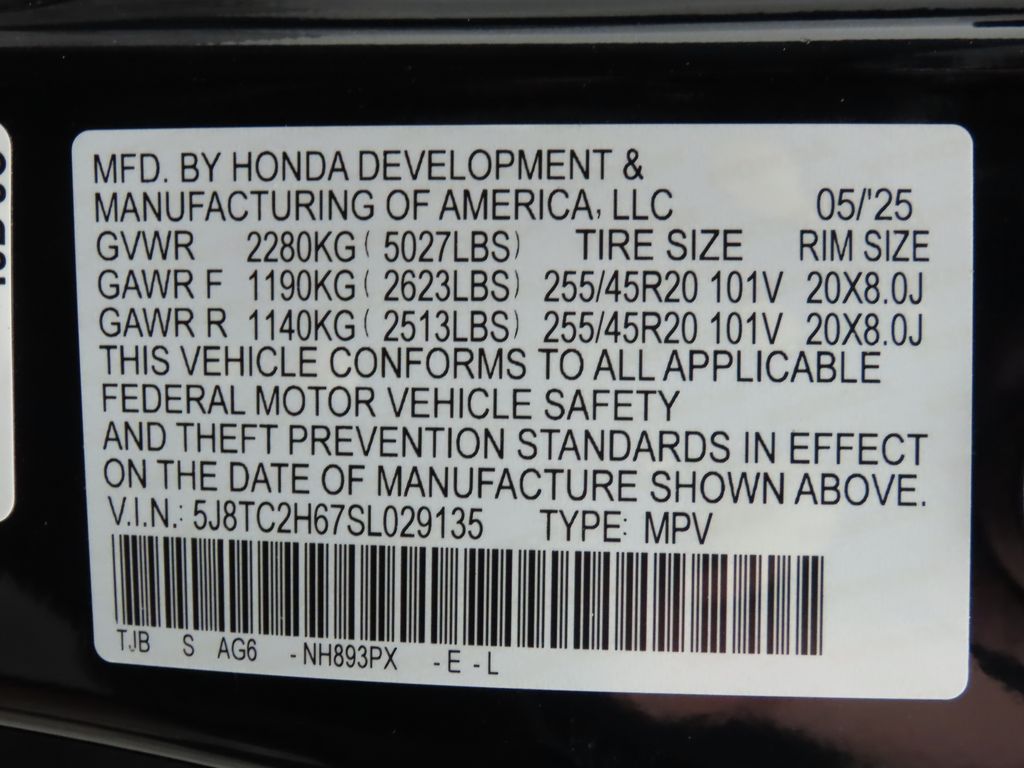 MFD. BY HONDA DEVELOPMENT &
MANUFACTURING OF AMERICA, LLC 05/'25
GVWR 2280KG ( 5027LBS) TIRE SIZE RIM SIZE
GAWR F 1190KG ( 2623LBS) 255/45R20 101V 20X8.0J
GAWR R 1140KG ( 2513LBS) 255/45R20 101V 20X8.0J
THIS VEHICLE CONFORMS TO ALL APPLICABLE
FEDERAL MOTOR VEHICLE SAFETY
AND THEFT PREVENTION STANDARDS IN EFFECT
ON THE DATE OF MANUFACTURE SHOWN ABOVE.
V.I.N.: 5J8TC2H67SL029135 TYPE: MPV
TJB S AG6 -NH893PX -E -L